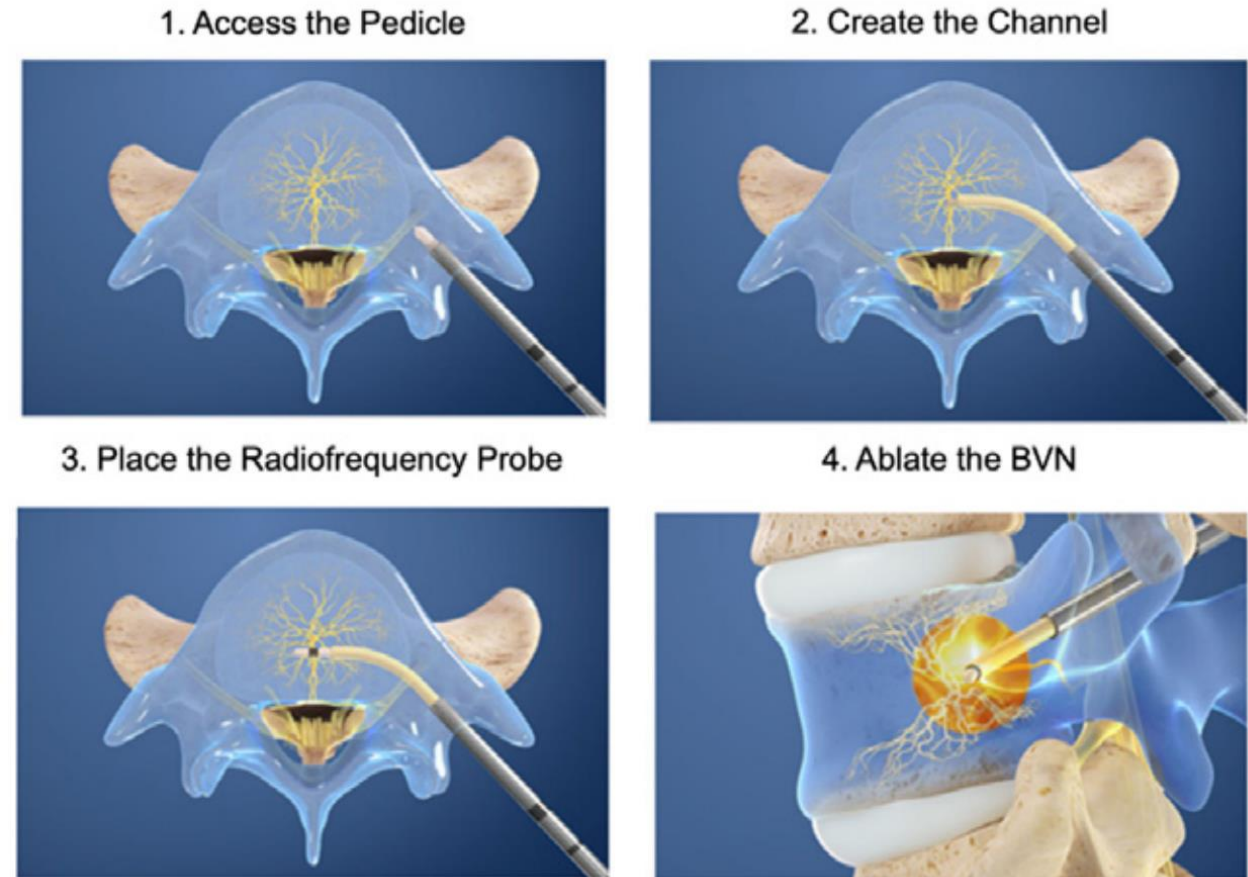 1. Access the Pedicle
2. Create the Channel
3. Place the Radiofrequency Probe
4. Ablate the BVN